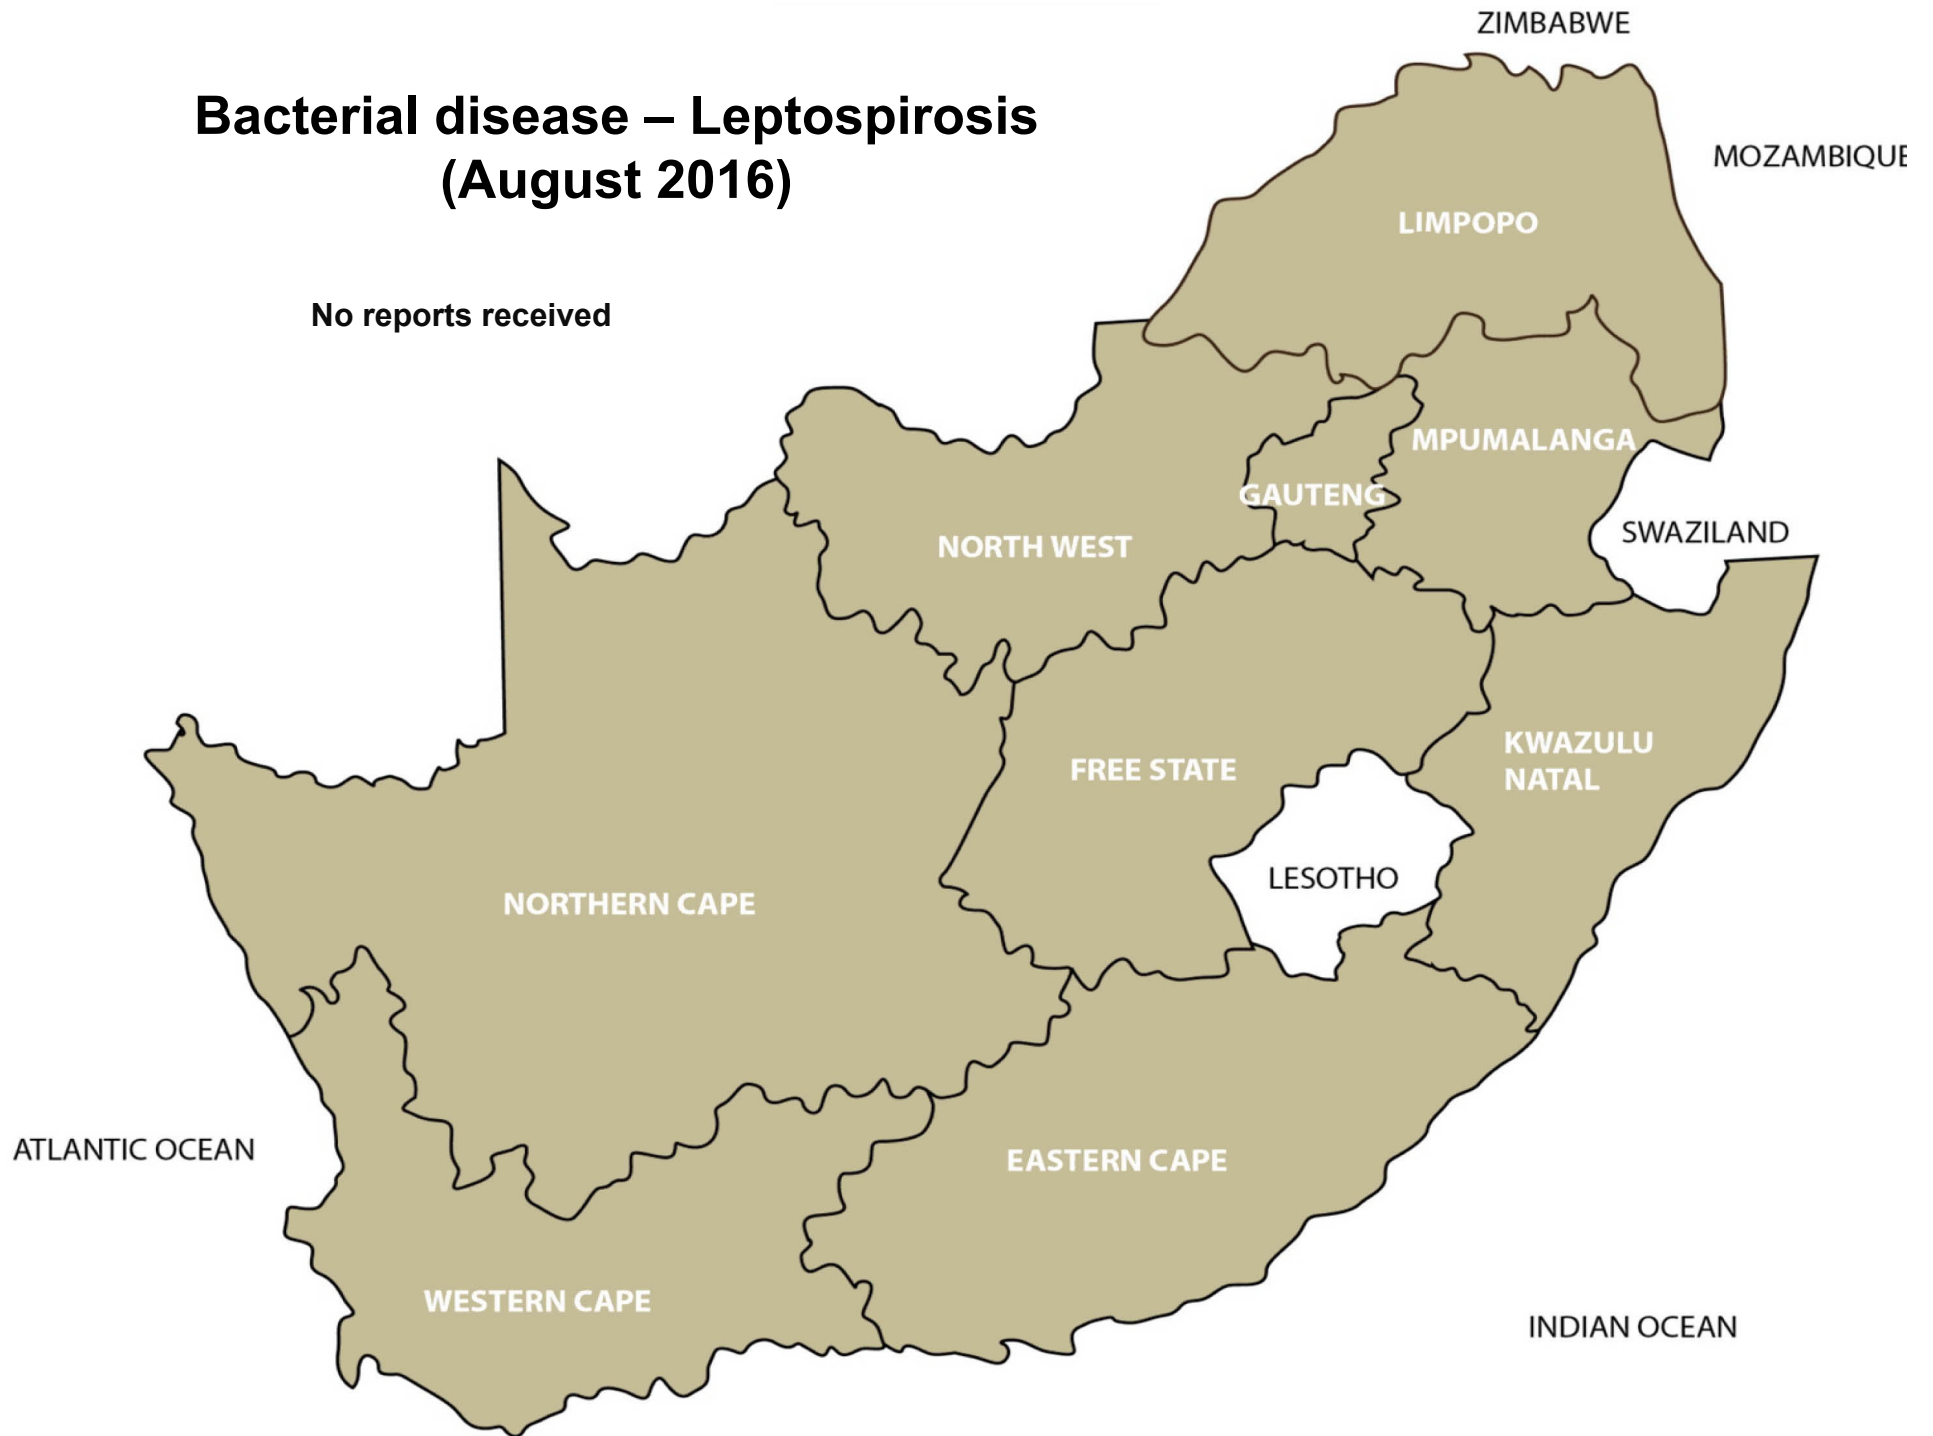 ZIMBABWE
Bacterial disease – Leptospirosis
(August 2016)
MOZAMBIQUE
LIMPOPO
No reports received
MPUMALANGA
GAUTENG
SWAZILAND
NORTH WEST
KWAZULU
NATAL
FREE STATE
LESOTHO
NORTHERN CAPE
ATLANTIC OCEAN
EASTERN CAPE
WESTERN CAPE
INDIAN OCEAN